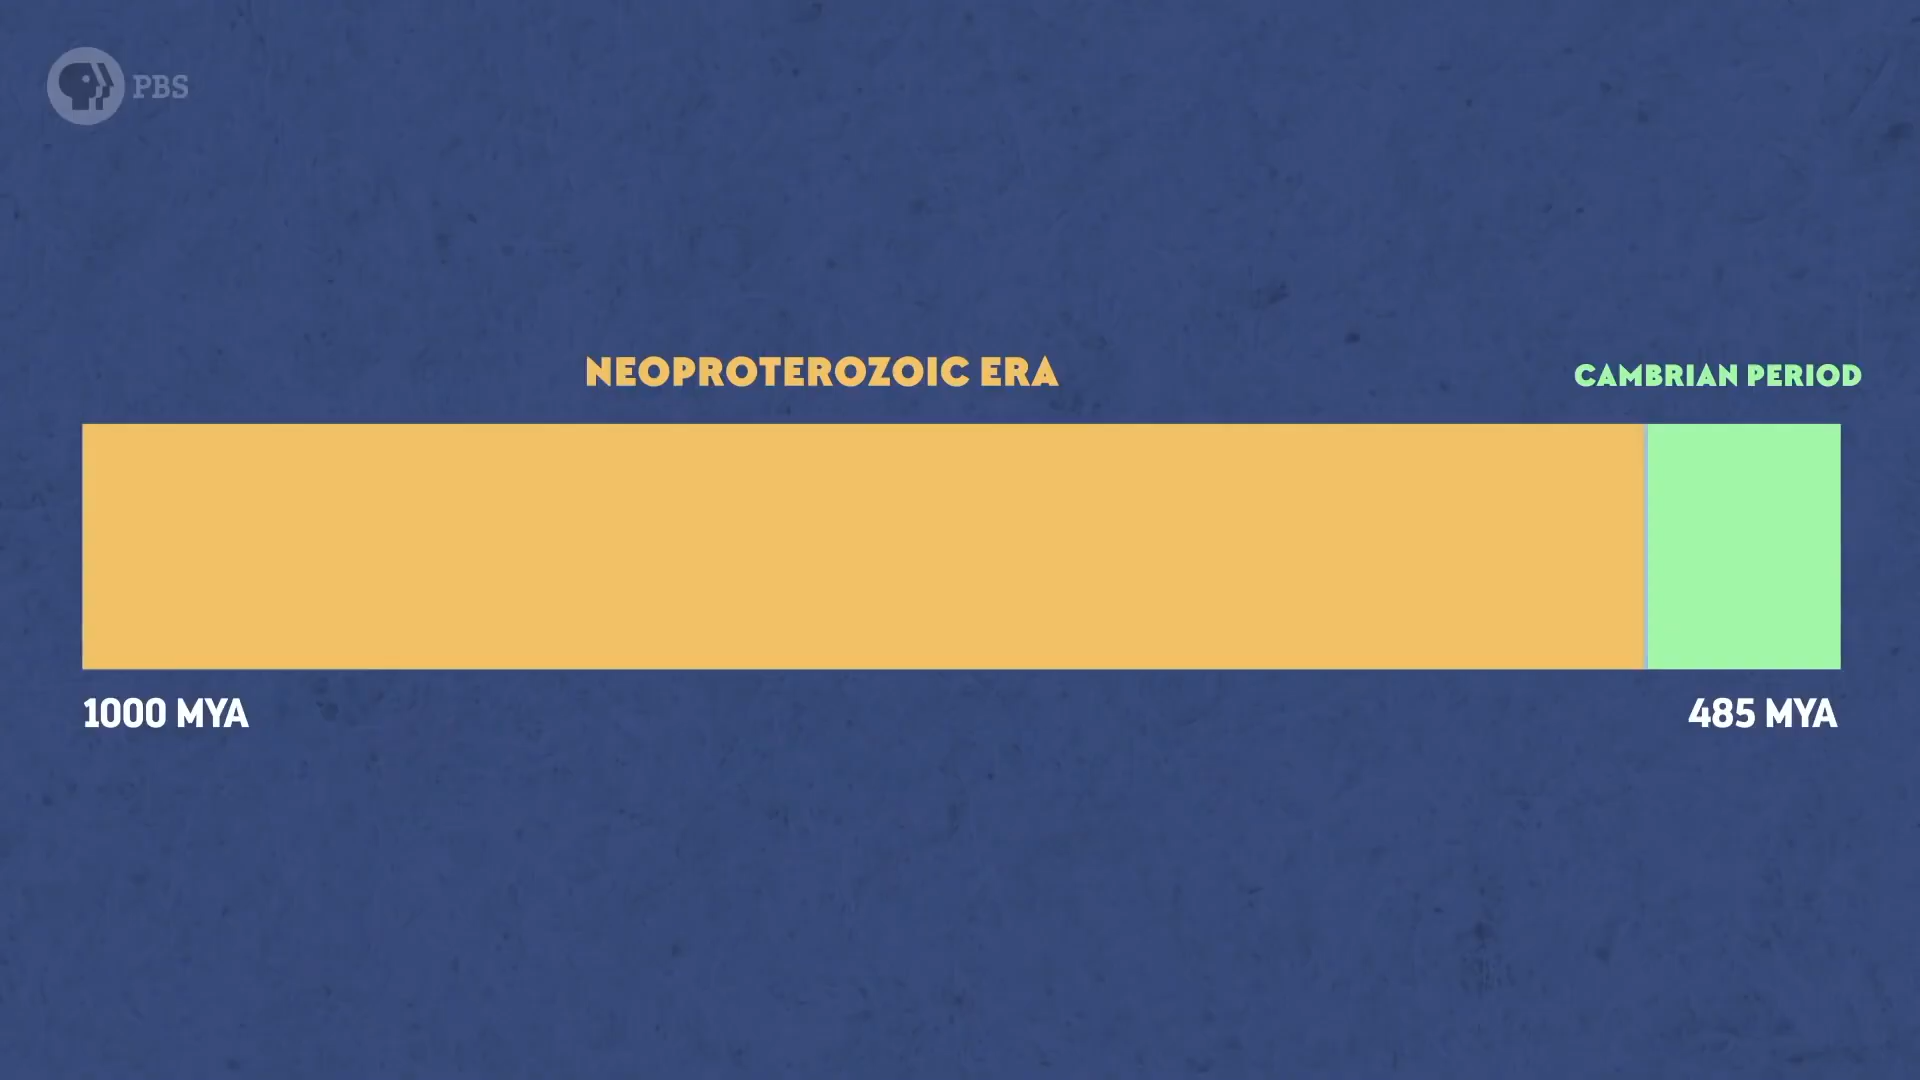 PBS
NEOPROTEROZOIC ERA
CAMBRIAN PERIOD
1000 MYA
485 MYA